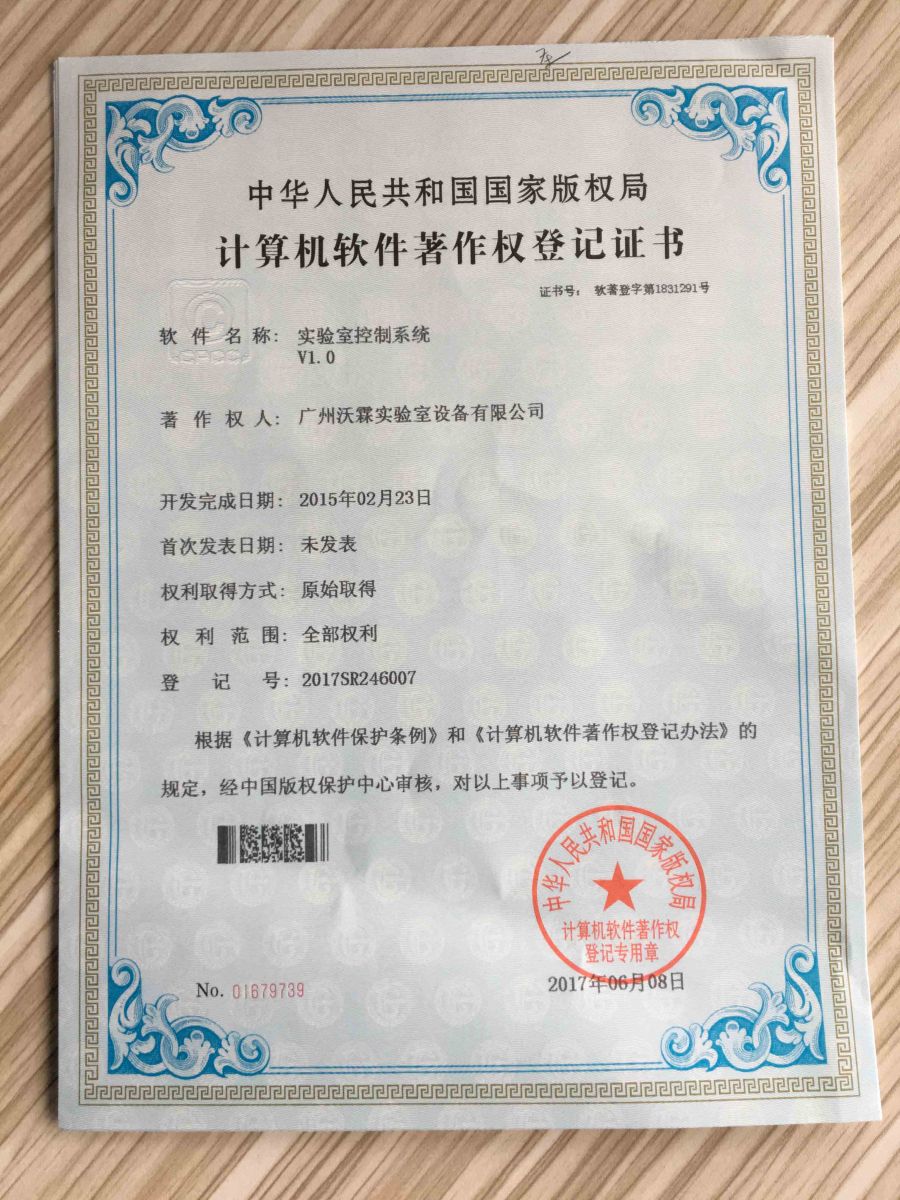 中华人民共和国国家版权局
计算机软件著作权登记证书
证书号： 软著登字第1831291号
软件名称： 实验室控制系统
V1.0
著作权人： 广州沃霖实验室设备有限公司
开发完成日期： 2015年02月23日
首次发表日期： 未发表
权利取得方式： 原始取得
权利范围： 全部权利
登记号： 2017SR246007
根据《计算机软件保护条例》和《计算机软件著作权登记办法》的
规定，经中国版权保护中心审核，对以上事项予以登记。
中华人民共和国国家版权局
计算机软件著作权
登记专用章
No. 01679739
2017年06月08日